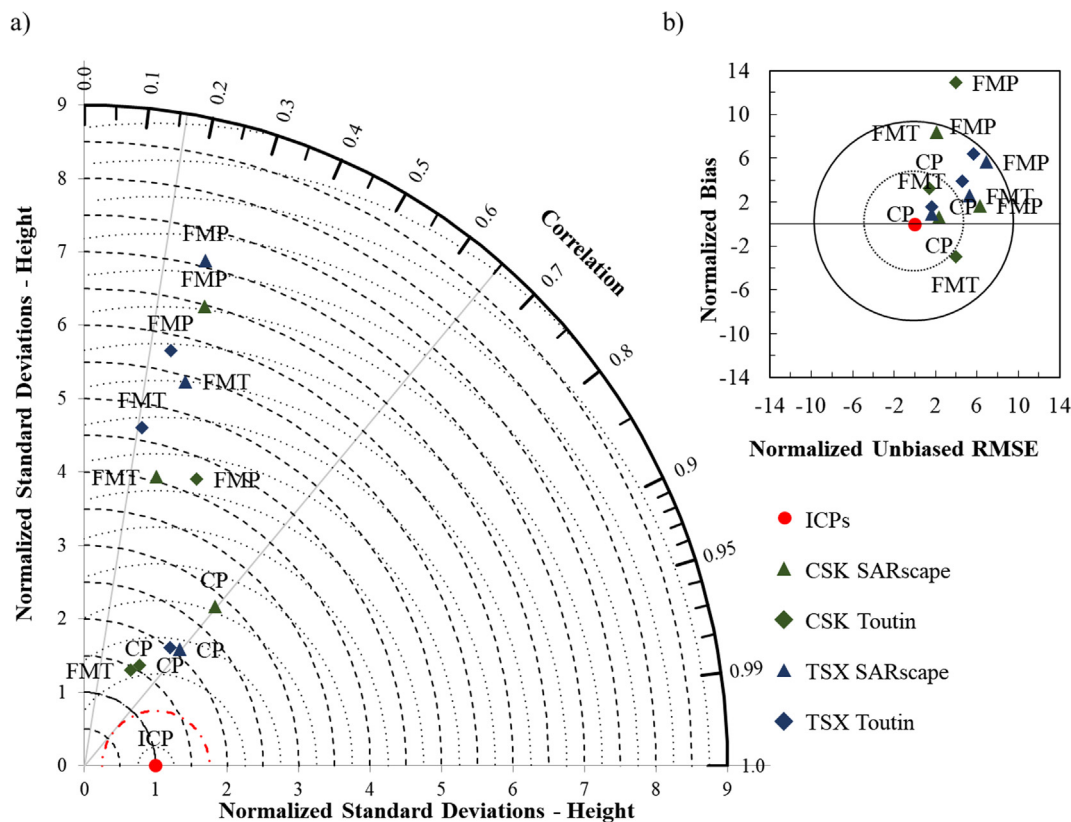 a)
b)
0.0
0.1
0.2
0.3
0.4
0.5
0.6
0.7
0.8
0.9
0.95
0.99
1.0
Correlation
9
8
7
6
5
4
3
2
1
0
Normalized Standard Deviations - Height
FMP
FMP
FMP
FMT
FMT
FMT
FMP
CP
CP
CP
CP
FMT
ICP
0
1
2
3
4
5
6
7
8
9
Normalized Standard Deviations - Height
14
10
6
2
-2
-6
-10
-14
Normalized Bias
FMP
FMT
FMP
CP
FMP
FMT
FMT
CP
CP
FMP
CP
FMT
-14
-10
-6
-2
2
6
10
14
Normalized Unbiased RMSE
ICPs
CSK SARscape
CSK Toutin
TSX SARscape
TSX Toutin